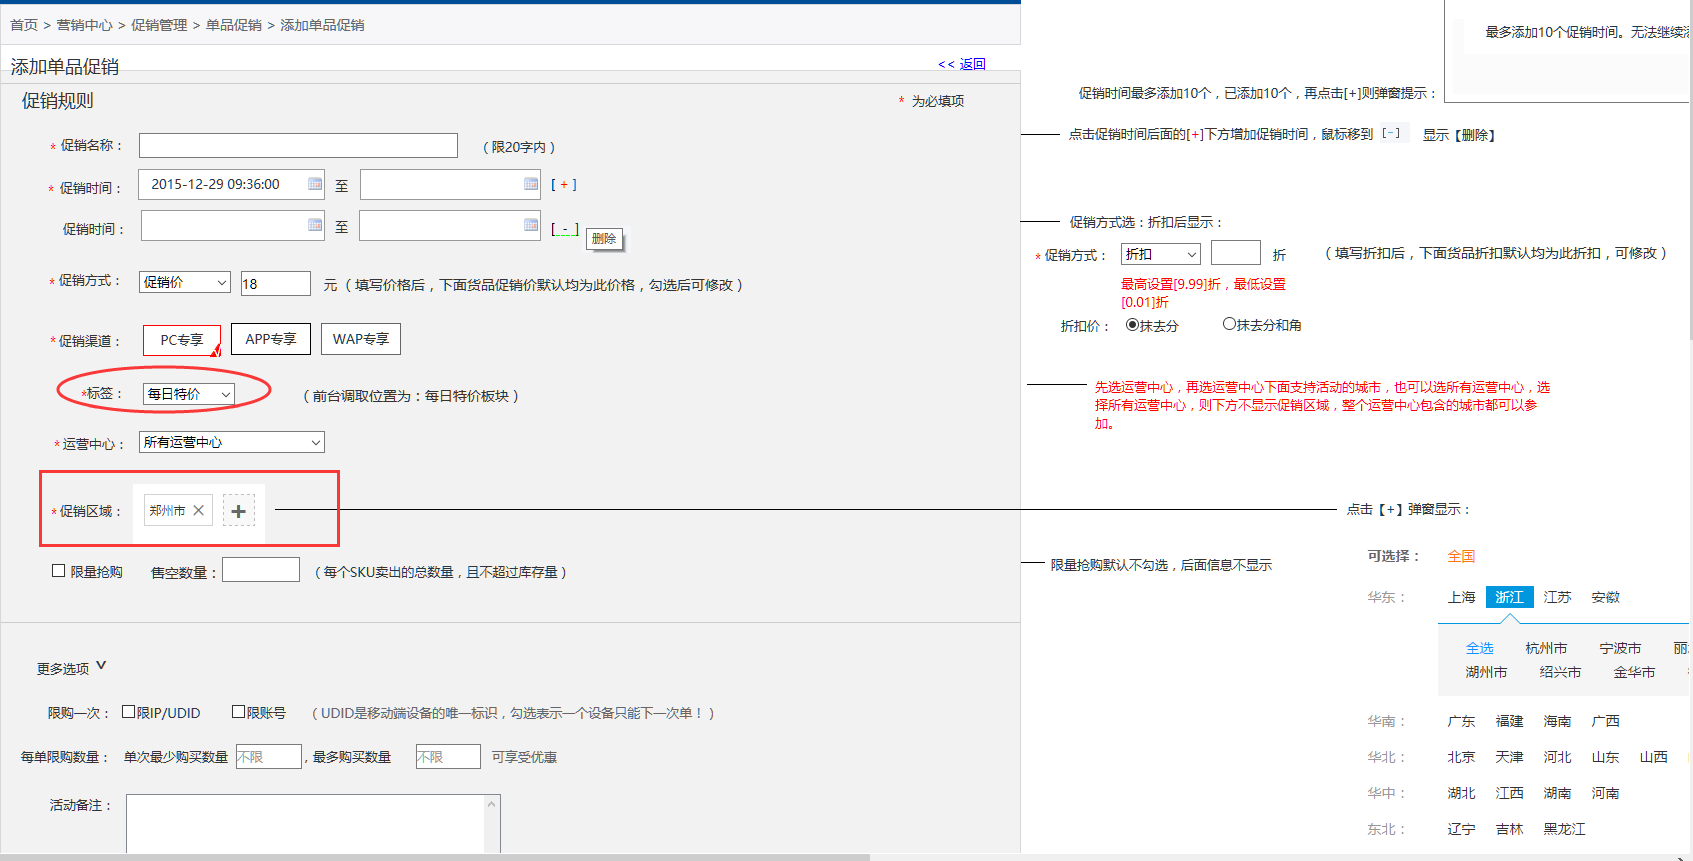 首页 > 营销中心 > 促销管理 > 单品促销 > 添加单品促销
添加单品促销
<< 返回
促销规则
* 为必填项
*促销名称：
（限20字内）
*促销时间：
2015-12-29 09:36:00
至
[ + ]
促销时间：
至
[ - ]
删除
*促销方式：
促销价
18
元（填写价格后，下面货品促销价默认均为此价格，勾选后可修改）
*促销渠道：
PC专享
APP专享
WAP专享
*标签：
每日特价
（前台调取位置为：每日特价板块）
*运营中心：
所有运营中心
*促销区域：
郑州市
+
限量抢购
售空数量：
（每个SKU卖出的总数量，且不超过库存量）
更多选项
限购一次：
限IP/UDID
限账号
（UDID是移动端设备的唯一标识，勾选表示一个设备只能下一次单！）
每单限购数量：
单次最少购买数量
不限
，最多购买数量
不限
可享受优惠
活动备注：
最多添加10个促销时间。无法继续
促销时间最多添加10个，已添加10个，再点击[+]则弹窗提示：
点击促销时间后面的[+]下方增加促销时间，鼠标移到 [-] 显示【删除】
促销方式选：折扣后显示：
*促销方式：
折扣
折
（填写折扣后，下面货品折扣默认均为此折扣，可修改）
最高设置[9.99]折，最低设置
[0.01]折
折扣价：
抹去分
抹去分和角
先选运营中心，再选运营中心下面支持活动的城市，也可以选所有运营中心，选
择所有运营中心，则下方不显示促销区域，整个运营中心包含的城市都可以参
加。
点击【+】弹窗显示：
限量抢购默认不勾选，后面信息不显示
可选择：
全国
华东：
上海 浙江 江苏 安徽
全选 杭州市 宁波市
湖州市 绍兴市 金华市
华南：
广东 福建 海南 广西
华北：
北京 天津 河北 山东 山西
华中：
湖北 江西 湖南 河南
东北：
辽宁 吉林 黑龙江